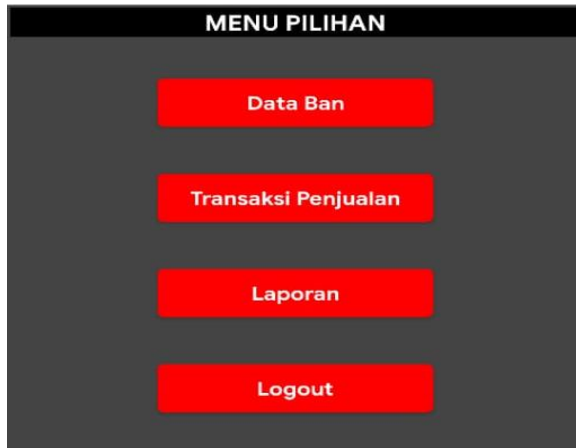 MENU PILIHAN
Data Ban
Transaksi Penjualan
Laporan
Logout